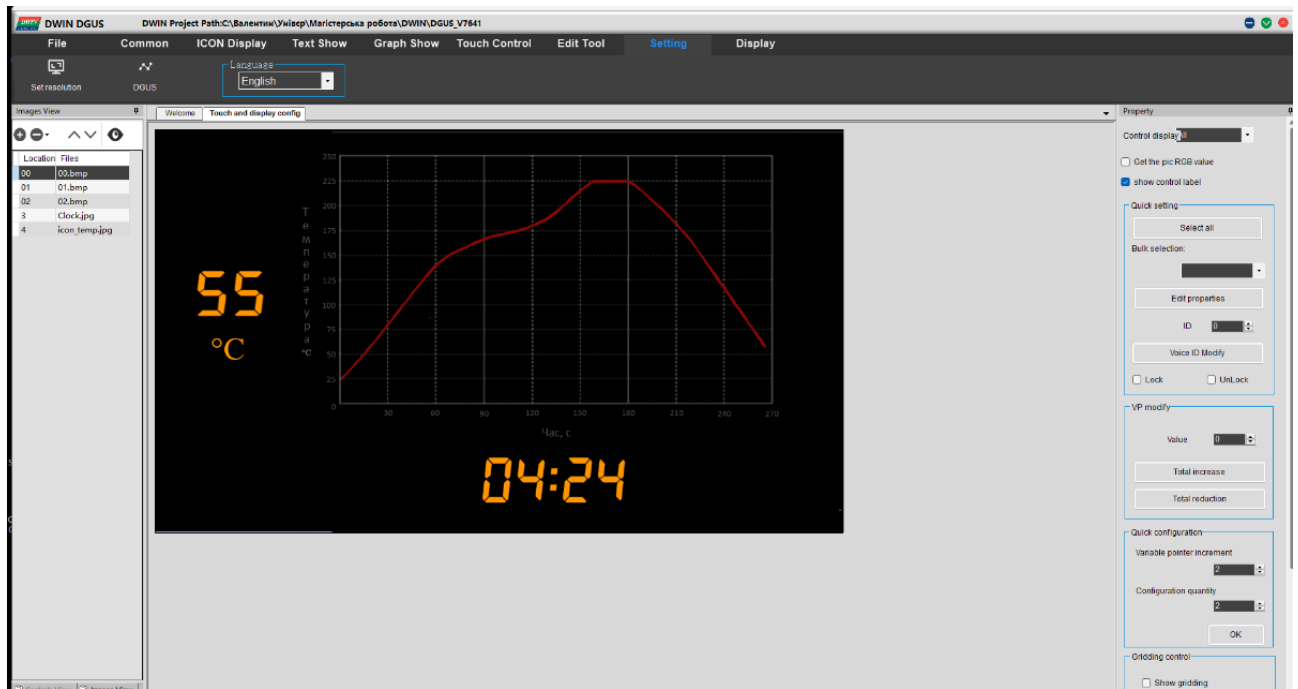 DWIN DGUS DWIN Project Path:C:\Валентин\Універ\Магістерська робота\DWIN\DGUS_V7641
File Common ICON Display Text Show Graph Show Touch Control Edit Tool Setting Display
Set resolution DGUS
Language
English
Images View
Welcome Touch and display config
Location Files
00 00.bmp
01 01.bmp
02 02.bmp
3 Clock.jpg
4 icon_temp.jpg
Температура °C
250
225
200
175
150
125
100
75
50
25
0
30 60 90 120 150 180 210 240 270
Час, с
55
°C
04:24
Property
Control display
Get the pic RGB value
show control label
Quick setting
Select all
Bulk selection:
Edit properties
ID 0
Voice ID Modify
Lock UnLock
VP modify
Value 0
Total increase
Total reduction
Quick configuration
Variable pointer increment
2
Configuration quantity
2
OK
Gridding control
Show gridding